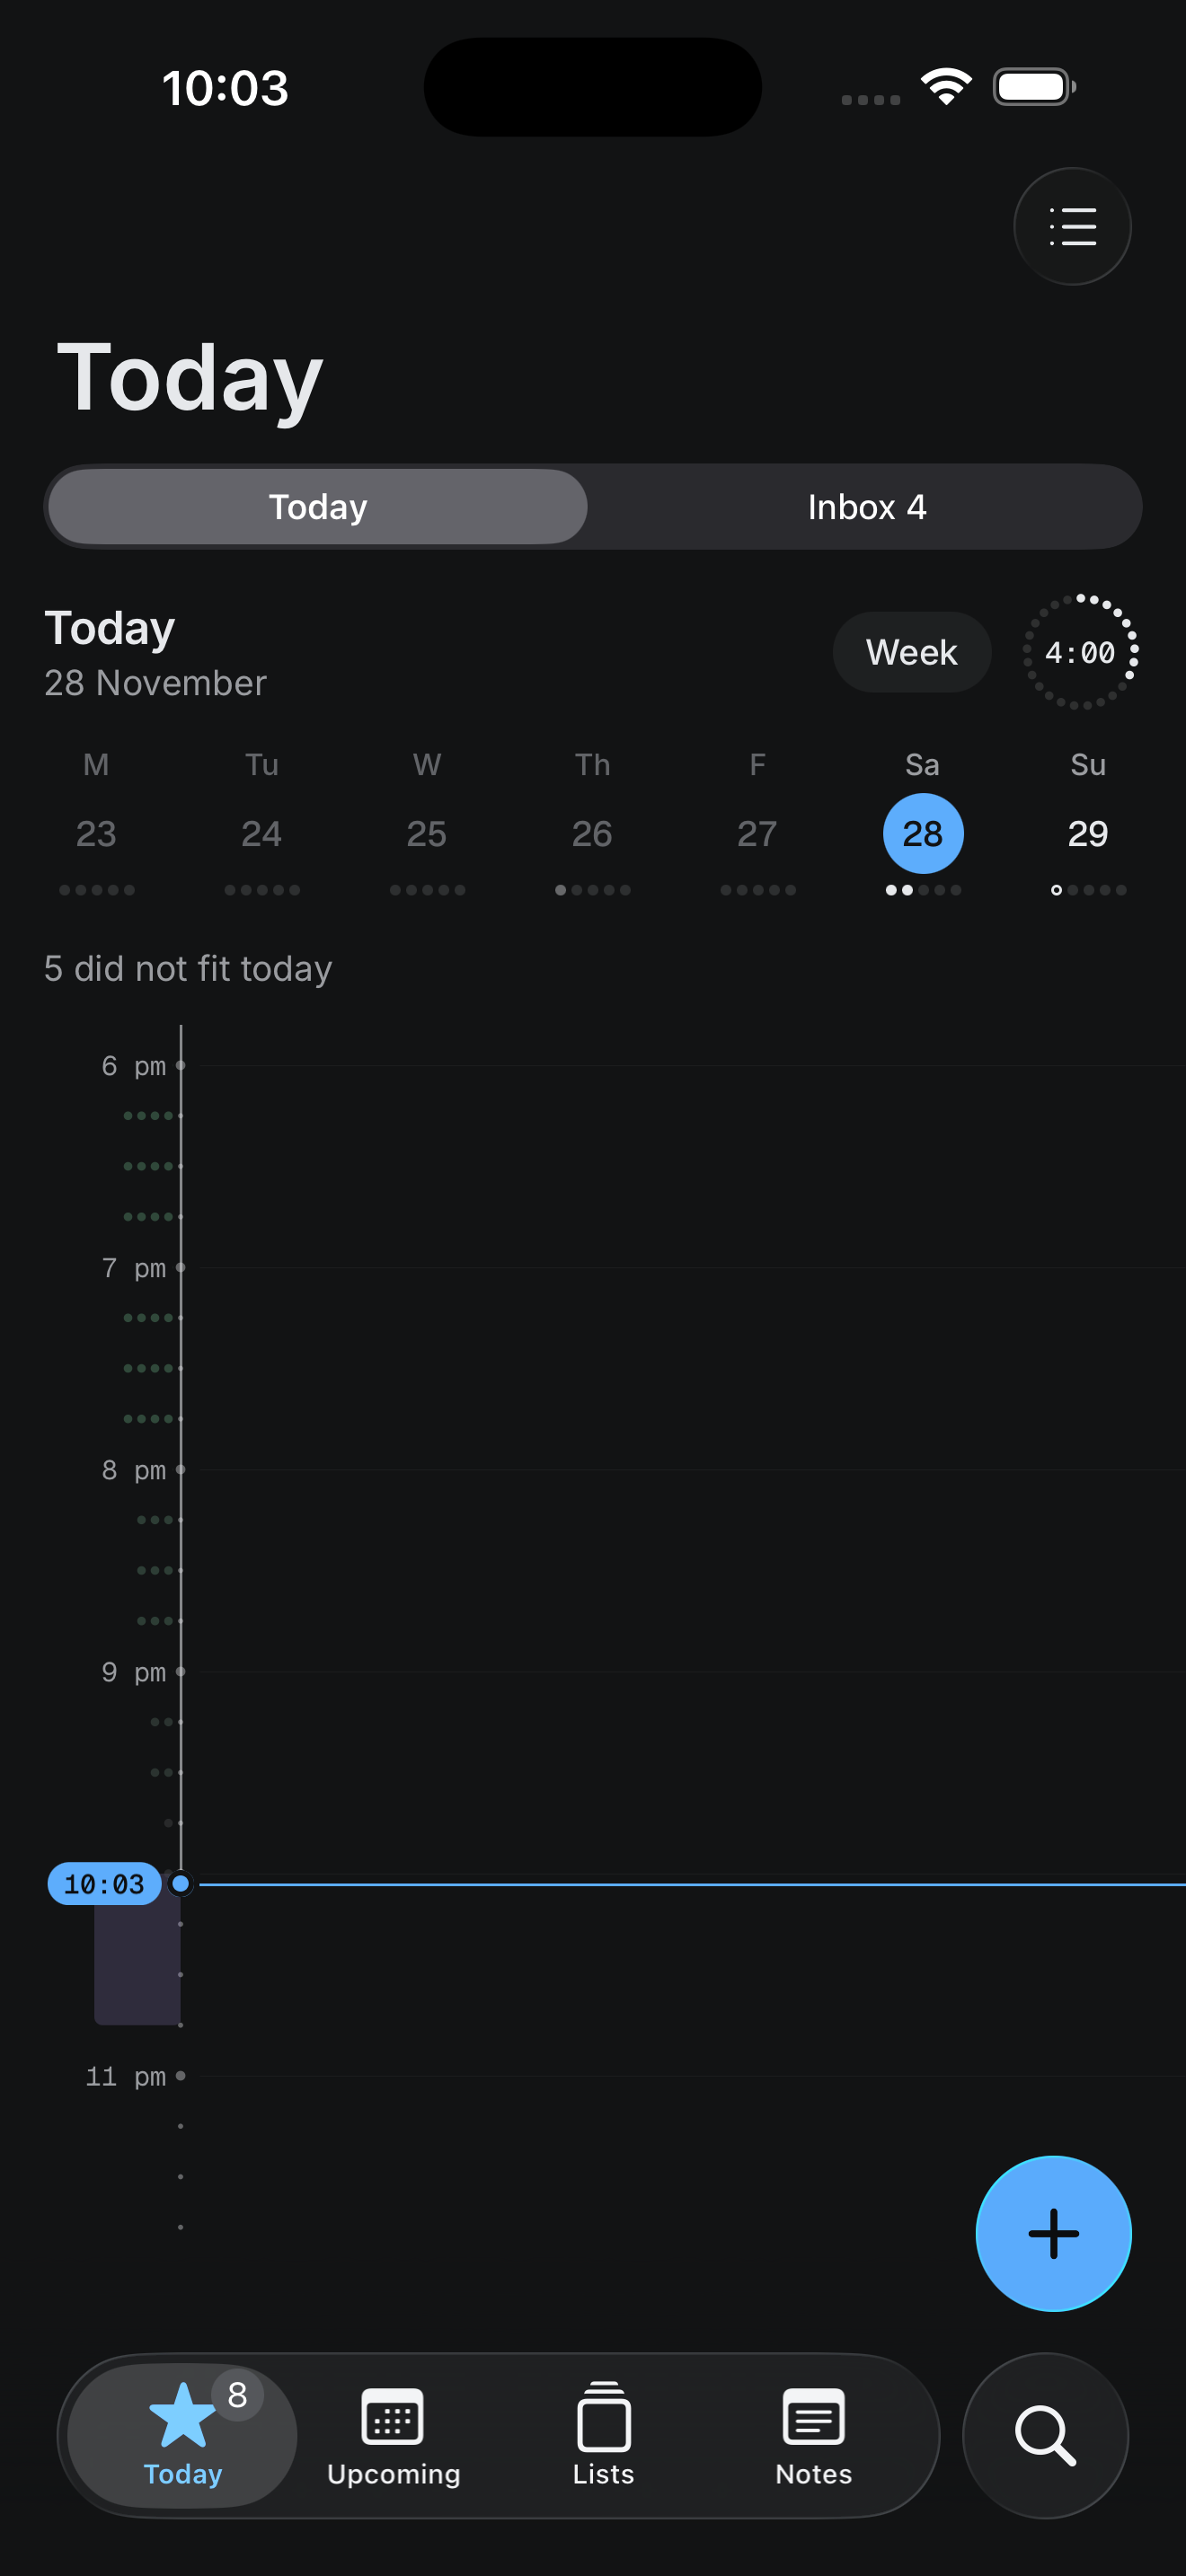 10:03
Today
Today
Inbox 4
Today
28 November
Week
4:00
M Tu W Th F Sa Su
23 24 25 26 27 28 29
5 did not fit today
6 pm
7 pm
8 pm
9 pm
10:03
11 pm
8
Today
Upcoming
Lists
Notes